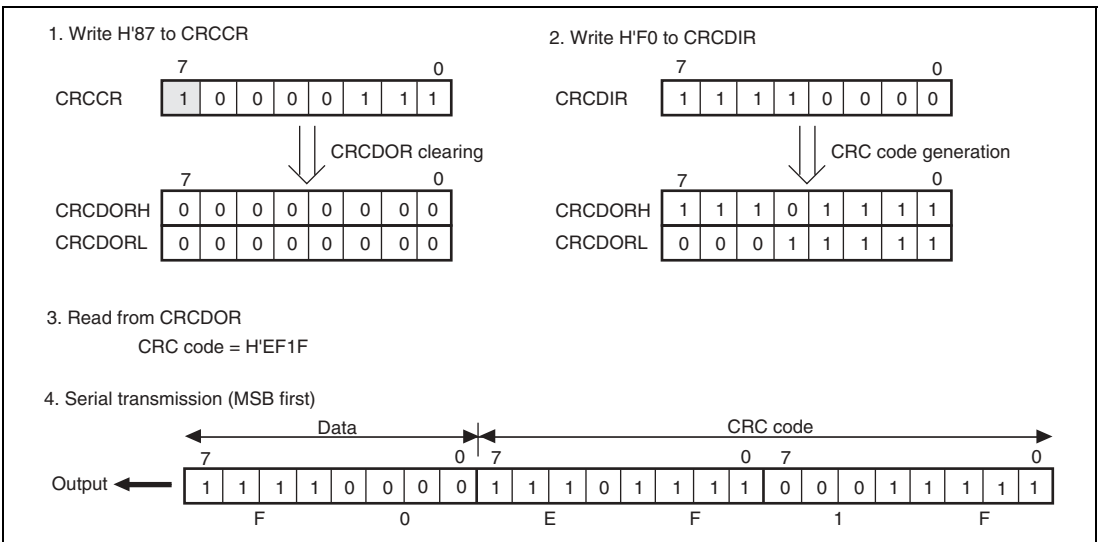 1. Write H'87 to CRCCR
7 0
CRCCR 1 0 0 0 0 1 1 1
CRCDOR clearing
7 0
CRCDORH 0 0 0 0 0 0 0 0
CRCDORL 0 0 0 0 0 0 0 0
2. Write H'F0 to CRCDIR
7 0
CRCDIR 1 1 1 1 0 0 0 0
CRC code generation
7 0
CRCDORH 1 1 1 0 1 1 1 1
CRCDORL 0 0 0 1 1 1 1 1
3. Read from CRCDOR
CRC code = H'EF1F
4. Serial transmission (MSB first)
Data CRC code
7 0 7 0 7 0
Output 1 1 1 1 0 0 0 0 1 1 1 0 1 1 1 1 0 0 0 1 1 1 1 1
F 0 E F 1 F